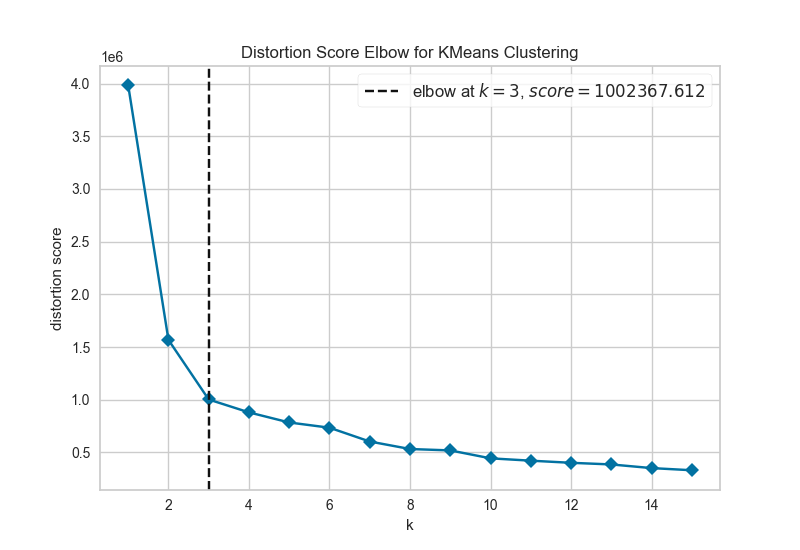 Distortion Score Elbow for KMeans Clustering
1e6
elbow at k = 3, score = 1002367.612
4.0
3.5
3.0
2.5
2.0
1.5
1.0
0.5
distortion score
2 4 6 8 10 12 14
k